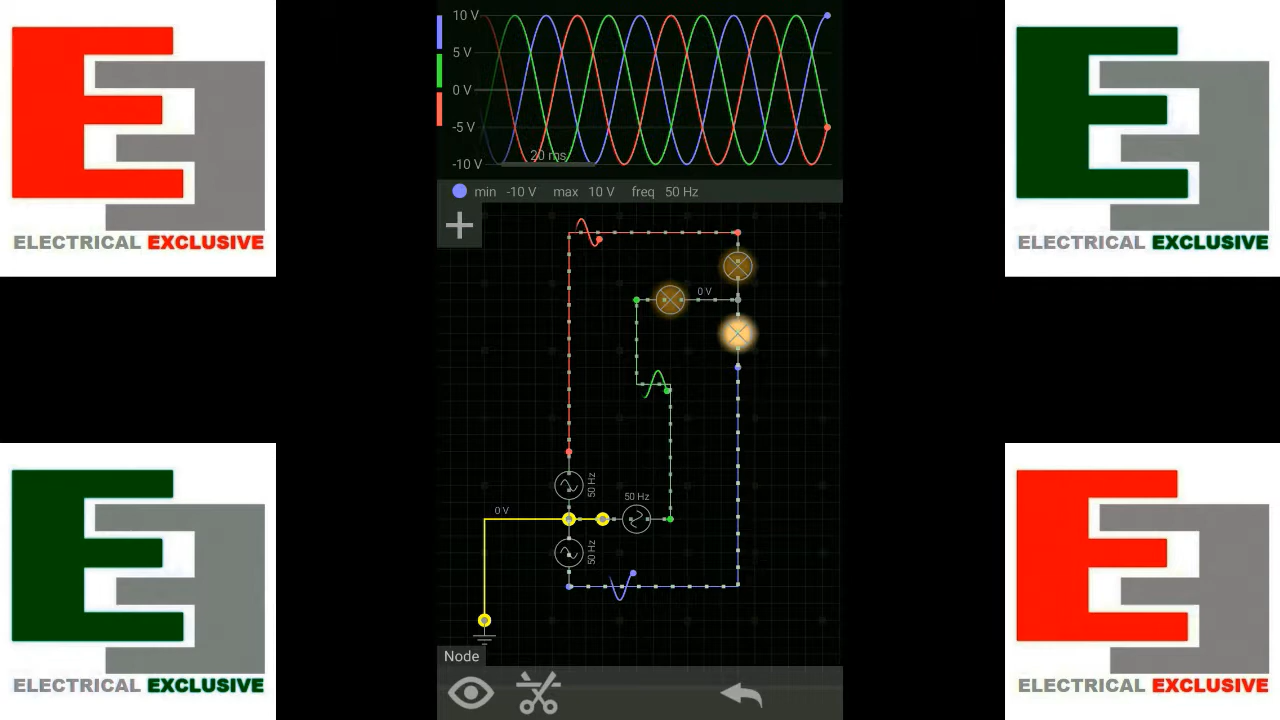 ELECTRICAL EXCLUSIVE
10 V
5 V
0 V
-5 V
-10 V
20 ms
min -10 V max 10 V freq 50 Hz
0 V
50 Hz
50 Hz
0 V
50 Hz
Node
ELECTRICAL EXCLUSIVE
ELECTRICAL EXCLUSIVE
ELECTRICAL EXCLUSIVE